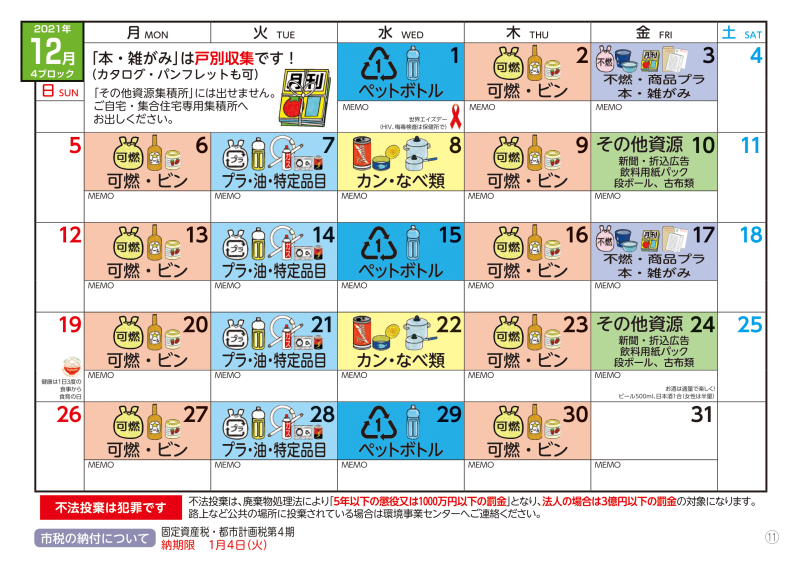 2021年
12月
4ブロック
日 SUN
月 MON
火 TUE
水 WED
木 THU
金 FRI
土 SAT
「本・雑がみ」は戸別収集です！
（カタログ・パンフレットも可）
「その他資源集積所」には出せません。
ご自宅・集合住宅専用集積所へ
お出しください。
月刊
1
1
ペットボトル
MEMO
世界エイズデー
（HIV、梅毒検査は保健所で）
2
可燃
可燃・ビン
MEMO
3
不燃
月刊
不燃・商品プラ
本・雑がみ
MEMO
4
5
6
可燃
可燃・ビン
MEMO
7
プラ
プラ・油・特定品目
MEMO
8
カン・なべ類
MEMO
9
可燃
可燃・ビン
MEMO
その他資源 10
新聞・折込広告
飲料用紙パック
段ボール、古布類
MEMO
11
12
13
可燃
可燃・ビン
MEMO
14
プラ
プラ・油・特定品目
MEMO
15
1
ペットボトル
MEMO
16
可燃
可燃・ビン
MEMO
17
不燃
月刊
不燃・商品プラ
本・雑がみ
MEMO
18
19
健康は1日3度の
食事から
食育の日
20
可燃
可燃・ビン
MEMO
21
プラ
プラ・油・特定品目
MEMO
22
カン・なべ類
MEMO
23
可燃
可燃・ビン
MEMO
その他資源 24
新聞・折込広告
飲料用紙パック
段ボール、古布類
MEMO
お酒は適量で楽しく！
ビール500ml、日本酒1合（女性は半量）
25
26
27
可燃
可燃・ビン
MEMO
28
プラ
プラ・油・特定品目
MEMO
29
1
ペットボトル
MEMO
30
可燃
可燃・ビン
MEMO
31
MEMO
不法投棄は犯罪です
不法投棄は、廃棄物処理法により「5年以下の懲役又は1000万円以下の罰金」となり、法人の場合は3億円以下の罰金の対象になります。
路上など公共の場所に投棄されている場合は環境事業センターへご連絡ください。
市税の納付について
固定資産税・都市計画税第4期
納期限 1月4日（火）
⑪